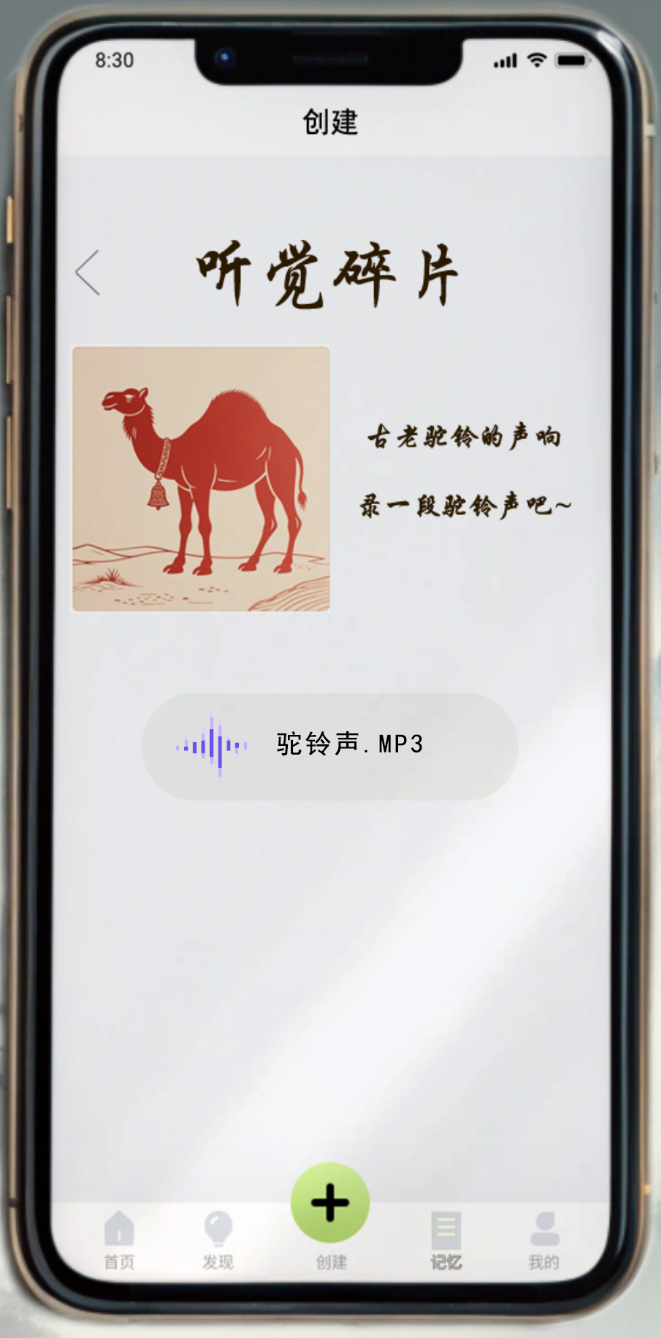 8:30
创建
听觉碎片
古老驼铃的声响
录一段驼铃声吧~
驼铃声.MP3
首页 发现 创建 记忆 我的